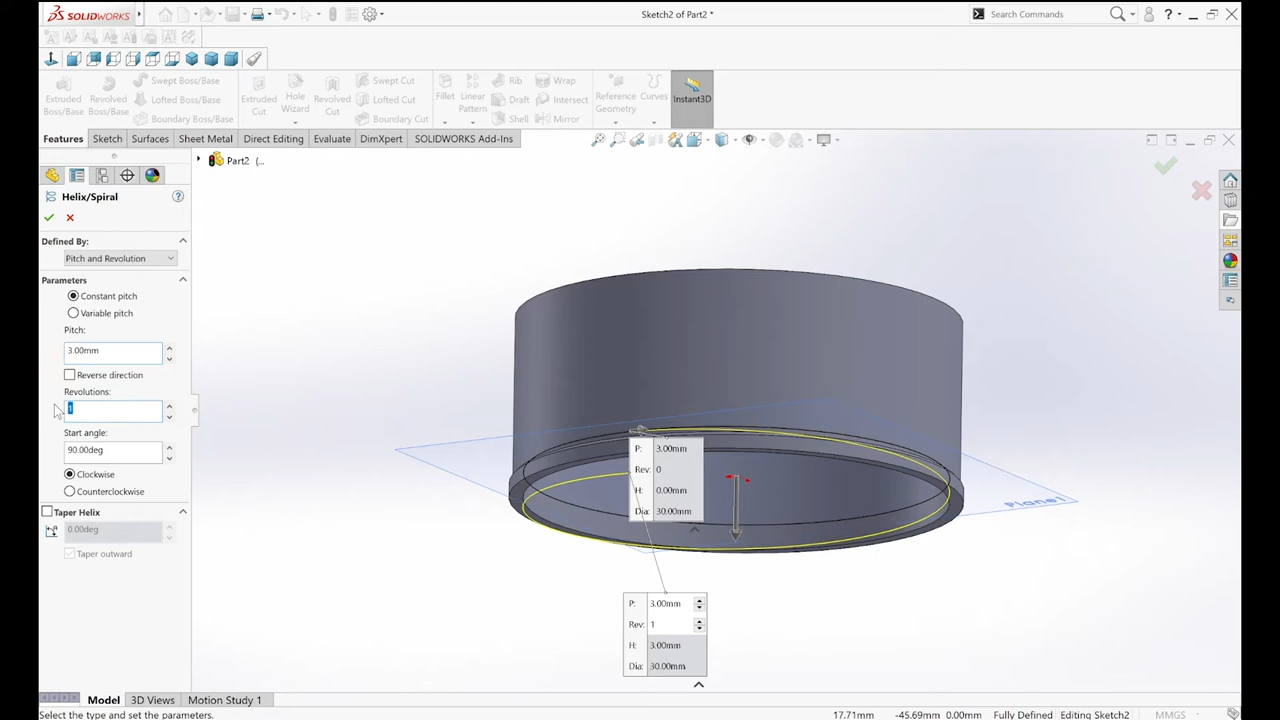 SOLIDWORKS
Sketch2 of Part2 *
Search Commands
?
Extruded Boss/Base
Revolved Boss/Base
Swept Boss/Base
Lofted Boss/Base
Boundary Boss/Base
Extruded Cut
Hole Wizard
Revolved Cut
Swept Cut
Lofted Cut
Boundary Cut
Fillet
Linear Pattern
Rib
Draft
Shell
Wrap
Intersect
Mirror
Reference Geometry
Curves
Instant3D
Features
Sketch
Surfaces
Sheet Metal
Direct Editing
Evaluate
DimXpert
SOLIDWORKS Add-Ins
Part2 (...
Helix/Spiral
?
Defined By:
Pitch and Revolution
Parameters
Constant pitch
Variable pitch
Pitch:
3.00mm
Reverse direction
Revolutions:
1
Start angle:
90.00deg
Clockwise
Counterclockwise
Taper Helix
0.00deg
Taper outward
P: 3.00mm
Rev: 0
H: 0.00mm
Dia: 30.00mm
Plane1
P: 3.00mm
Rev: 1
H: 3.00mm
Dia: 30.00mm
Model
3D Views
Motion Study 1
Select the type and set the parameters.
17.71mm
-45.69mm
0.00mm
Fully Defined
Editing Sketch2
MMGS